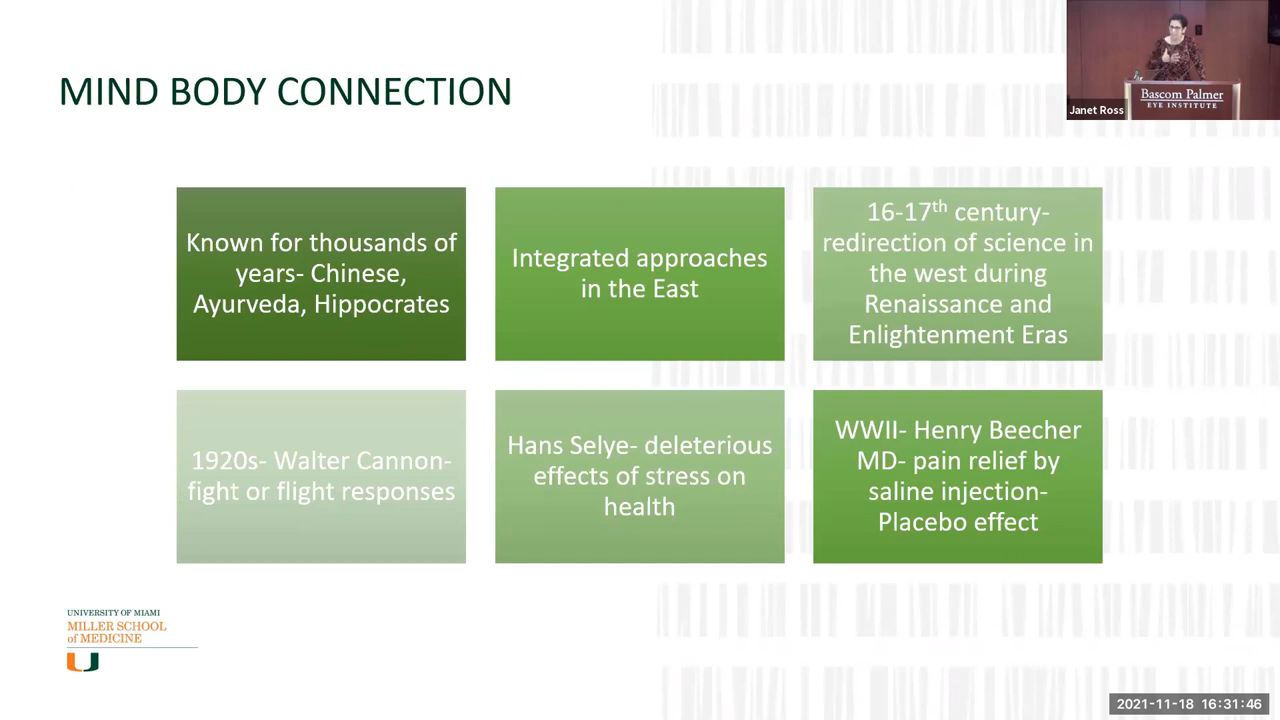 MIND BODY CONNECTION
Bascom Palmer
EYE INSTITUTE
Janet Ross
Known for thousands of
years- Chinese,
Ayurveda, Hippocrates
Integrated approaches
in the East
16-17th century-
redirection of science in
the west during
Renaissance and
Enlightenment Eras
1920s- Walter Cannon-
fight or flight responses
Hans Selye- deleterious
effects of stress on
health
WWII- Henry Beecher
MD- pain relief by
saline injection-
Placebo effect
UNIVERSITY OF MIAMI
MILLER SCHOOL
of MEDICINE
U
2021-11-18 16:31:46